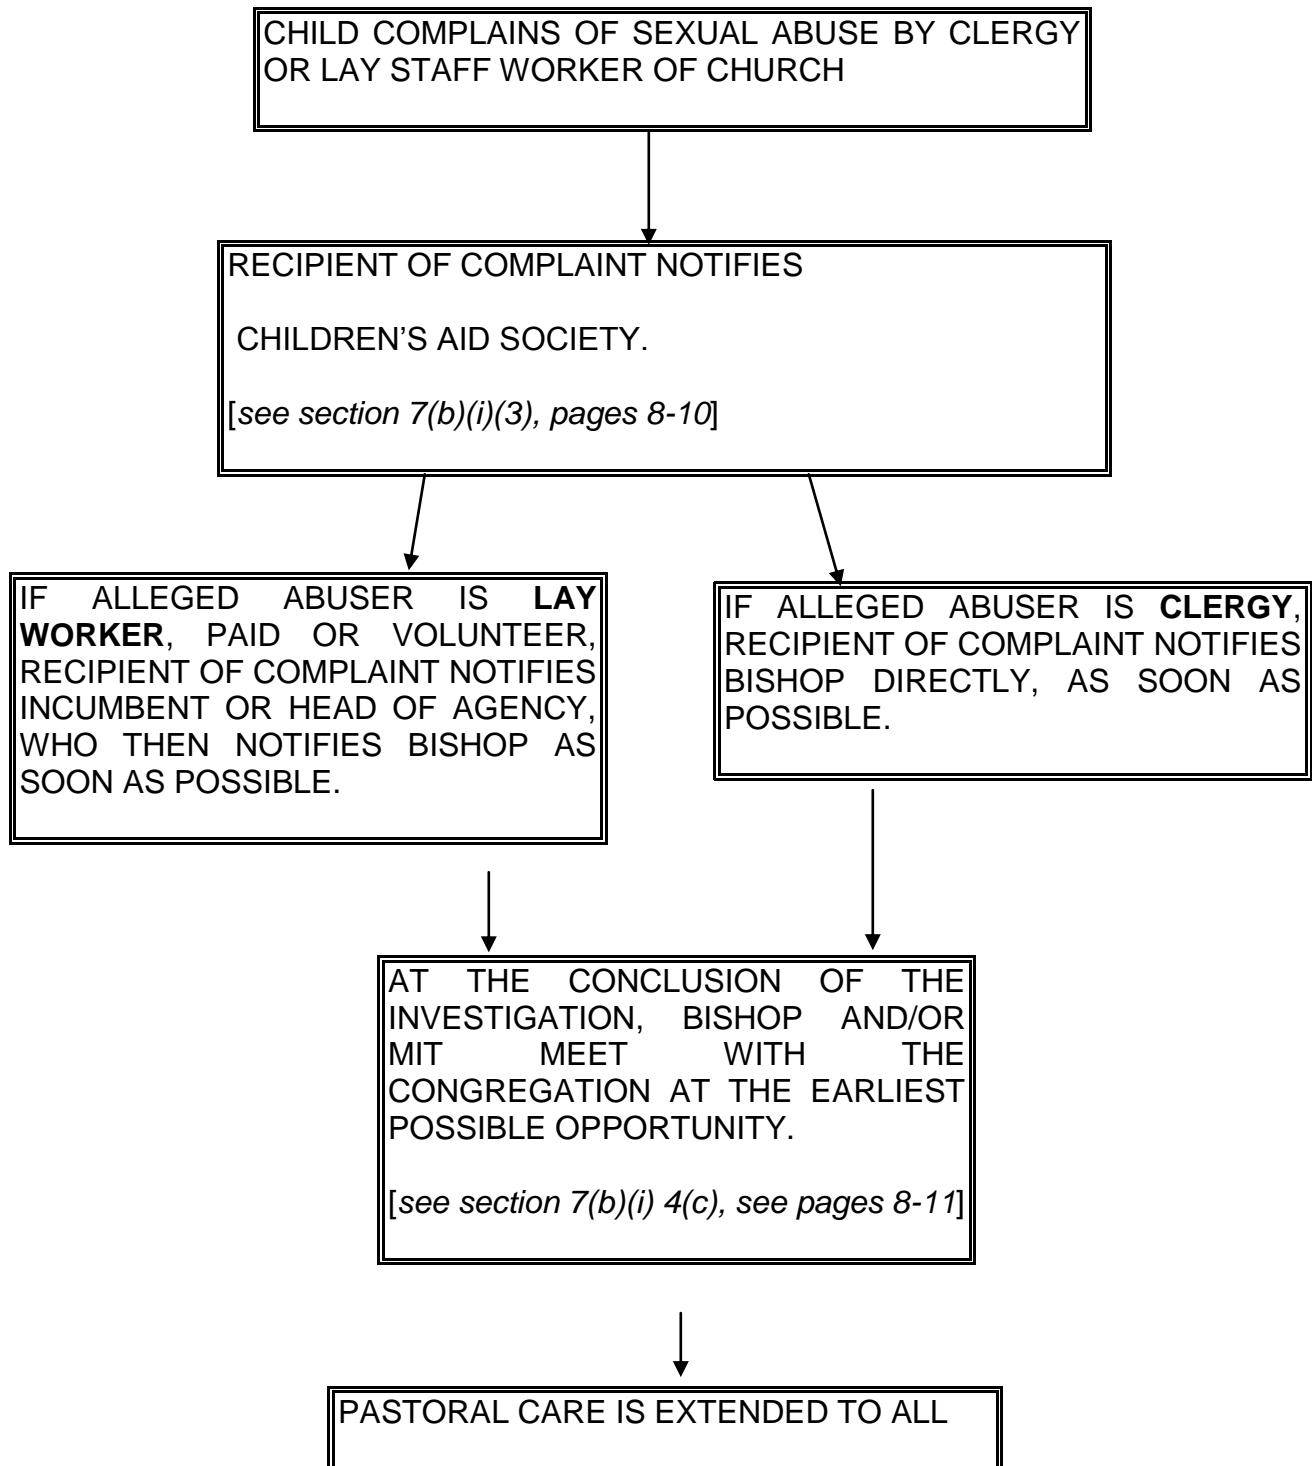 CHILD COMPLAINS OF SEXUAL ABUSE BY CLERGY
OR LAY STAFF WORKER OF CHURCH
RECIPIENT OF COMPLAINT NOTIFIES
CHILDREN’S AID SOCIETY.
[see section 7(b)(i)(3), pages 8-10]
IF ALLEGED ABUSER IS LAY
WORKER, PAID OR VOLUNTEER,
RECIPIENT OF COMPLAINT NOTIFIES
INCUMBENT OR HEAD OF AGENCY,
WHO THEN NOTIFIES BISHOP AS
SOON AS POSSIBLE.
IF ALLEGED ABUSER IS CLERGY,
RECIPIENT OF COMPLAINT NOTIFIES
BISHOP DIRECTLY, AS SOON AS
POSSIBLE.
AT THE CONCLUSION OF THE
INVESTIGATION, BISHOP AND/OR
MIT MEET WITH THE
CONGREGATION AT THE EARLIEST
POSSIBLE OPPORTUNITY.
[see section 7(b)(i) 4(c), see pages 8-11]
PASTORAL CARE IS EXTENDED TO ALL